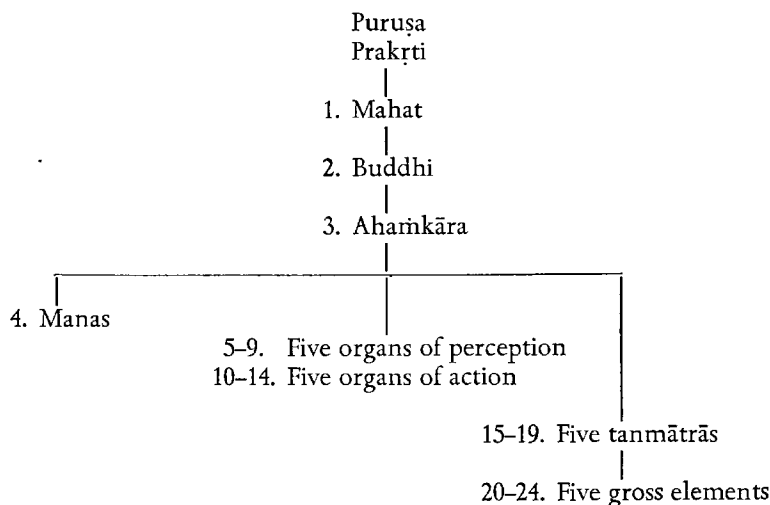 Puruṣa
Prakṛti
1. Mahat
2. Buddhi
3. Ahaṁkāra
4. Manas
5–9. Five organs of perception
10–14. Five organs of action
15–19. Five tanmātrās
20–24. Five gross elements